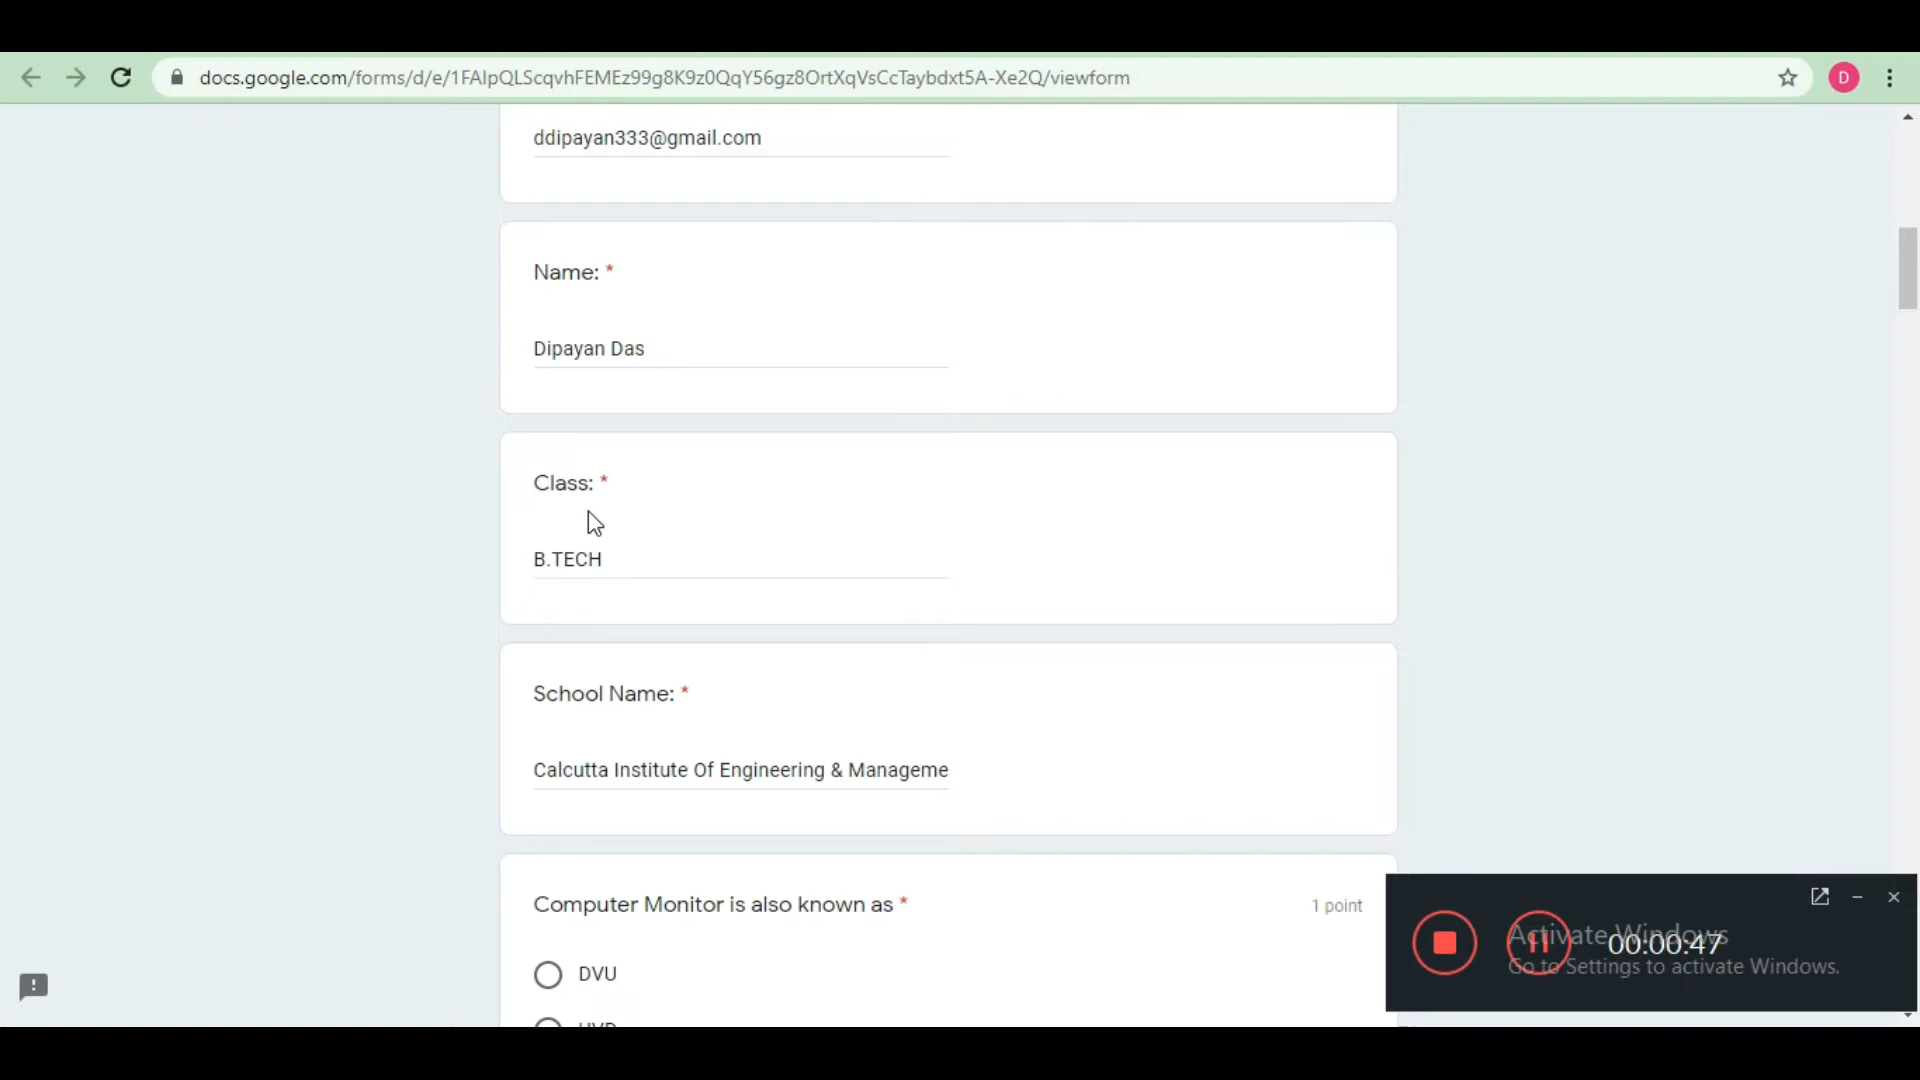 docs.google.com/forms/d/e/1FAIpQLScqvhFEMEz99g8K9z0QqY56gz8OrtXqVsCcTaybdxt5A-Xe2Q/viewform
D
ddipayan333@gmail.com
Name: *
Dipayan Das
Class: *
B.TECH
School Name: *
Calcutta Institute Of Engineering & Manageme
Computer Monitor is also known as *
1 point
DVU
Activate Windows
00:00:47
Go to Settings to activate Windows.